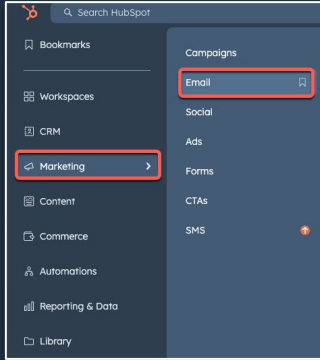 Search HubSpot
Bookmarks
Workspaces
CRM
Marketing
Content
Commerce
Automations
Reporting & Data
Library
Campaigns
Email
Social
Ads
Forms
CTAs
SMS